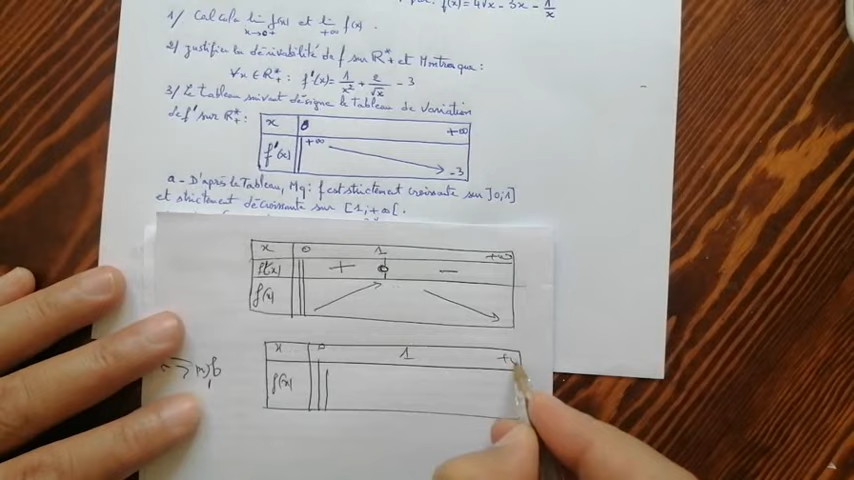 f(x) = 4√x - 3x - 1/x
1/ Calcule lim f(x) x→0+ et lim f(x) +∞.
2/ Justifier la dérivabilité de f sur R*+ et Montrer que :
∀x ∈ R*+ : f'(x) = 1/x² + 2/√x - 3
3/ Le tableau suivant désigne le Tableau de Variation
de f' sur R*+ :
x 0 +∞
f'(x) +∞ -3
a - D'après le Tableau, Mq : f est strictement croissante sur ]0;1]
et strictement décroissante sur [1;+∞[.
x 0 1 +∞
f'(x) + 0 -
f(x)
x 0 1
f(x)